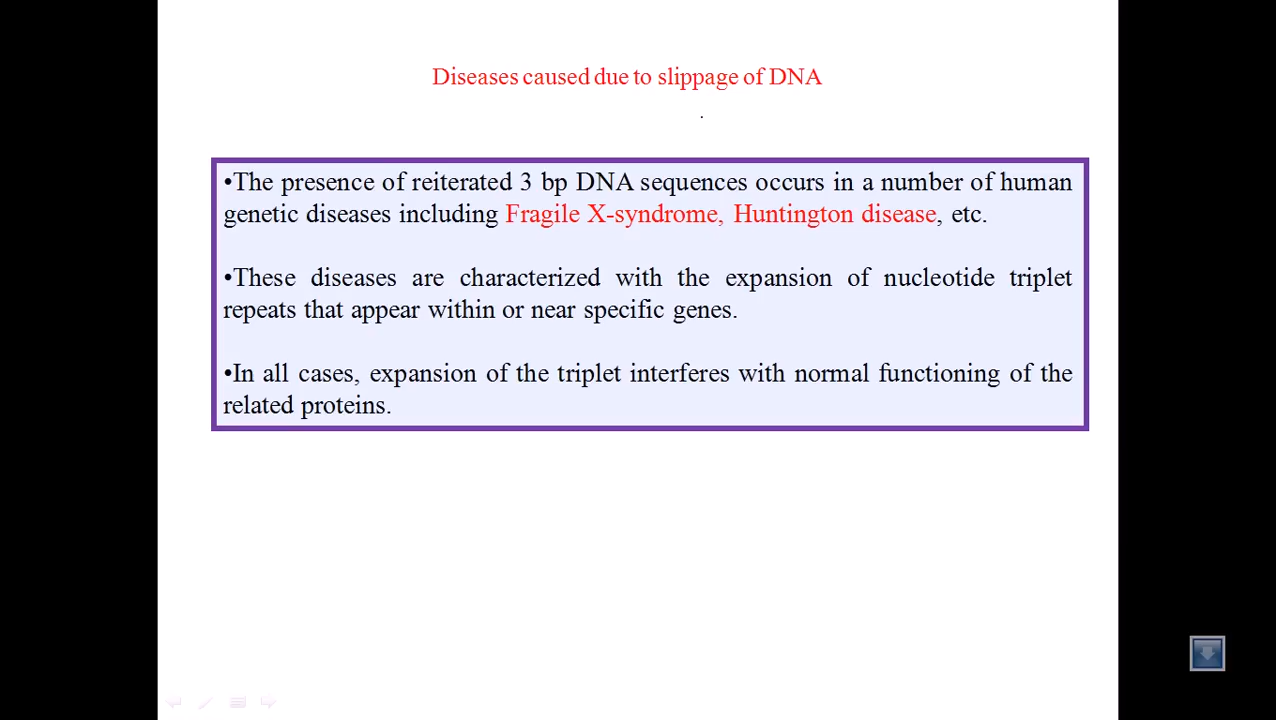 Diseases caused due to slippage of DNA
.
•The presence of reiterated 3 bp DNA sequences occurs in a number of human
genetic diseases including Fragile X-syndrome, Huntington disease, etc.
•These diseases are characterized with the expansion of nucleotide triplet
repeats that appear within or near specific genes.
•In all cases, expansion of the triplet interferes with normal functioning of the
related proteins.